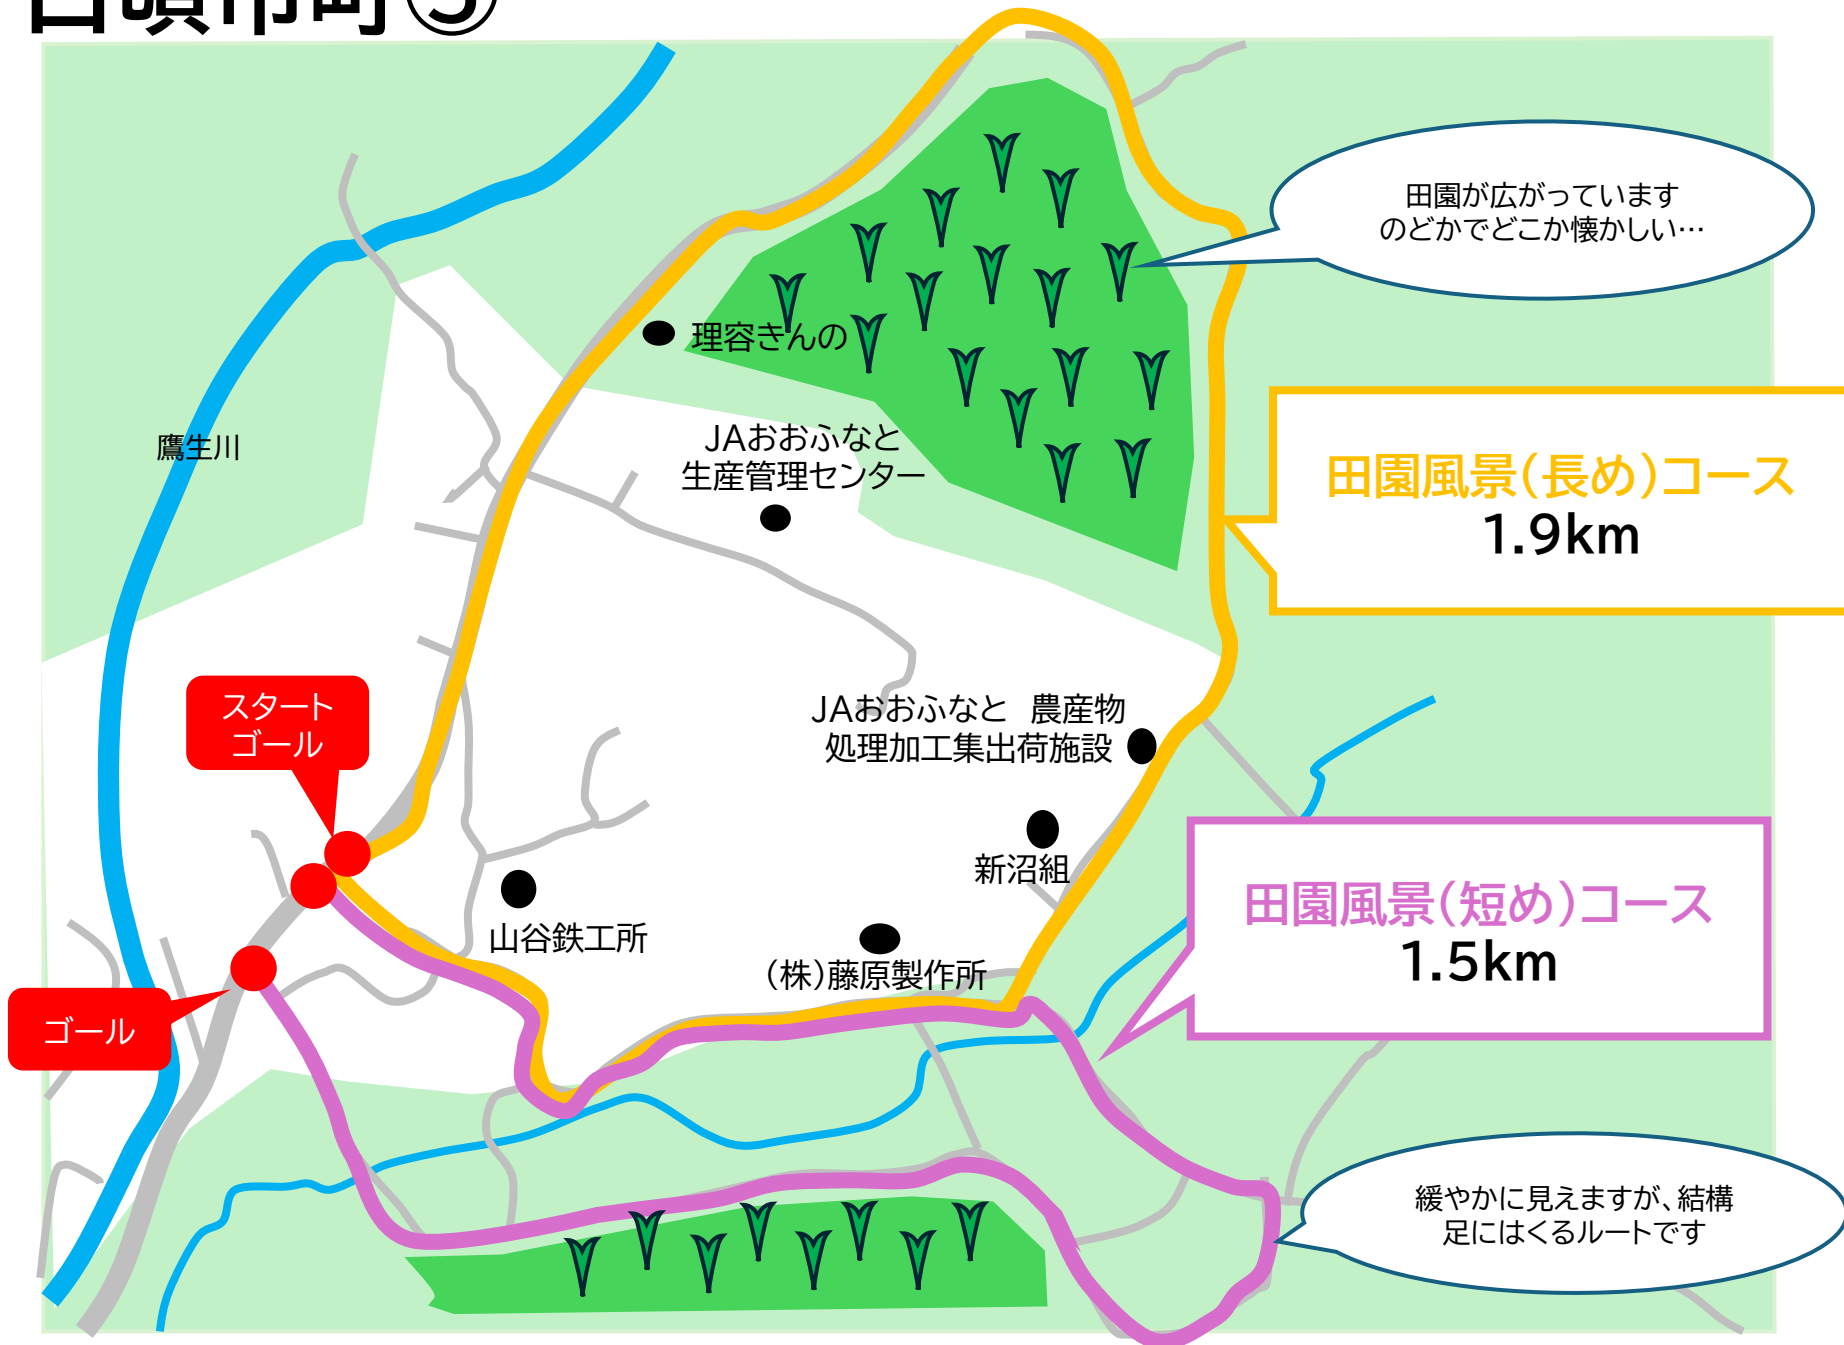 日頃市町⑤
田園が広がっています
のどかでどこか懐かしい…
理容きんの
JAおおふなと
生産管理センター
鷹生川
田園風景（長め）コース
1.9km
スタート
ゴール
JAおおふなと　農産物
処理加工集出荷施設
新沼組
田園風景（短め）コース
1.5km
山谷鉄工所
（株）藤原製作所
ゴール
緩やかに見えますが、結構
足にはくるルートです